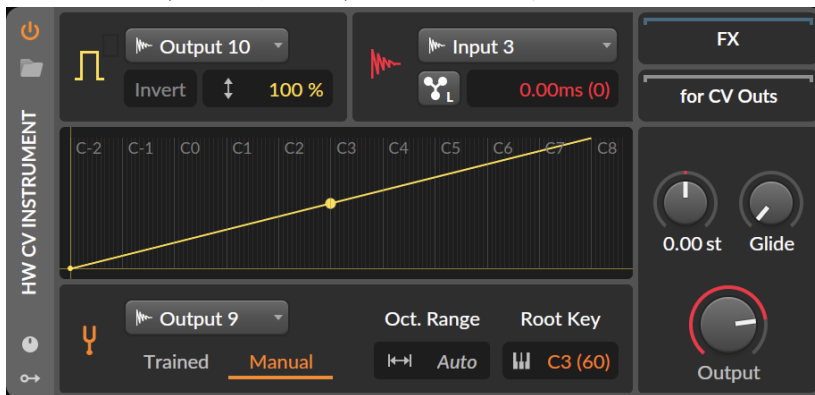 HW CV INSTRUMENT
Output 10
Invert
100 %
Input 3
L
0.00ms (0)
FX
for CV Outs
C-2 C-1 C0 C1 C2 C3 C4 C5 C6 C7 C8
0.00 st
Glide
Output 9
Trained
Manual
Oct. Range
Root Key
Auto
C3 (60)
Output